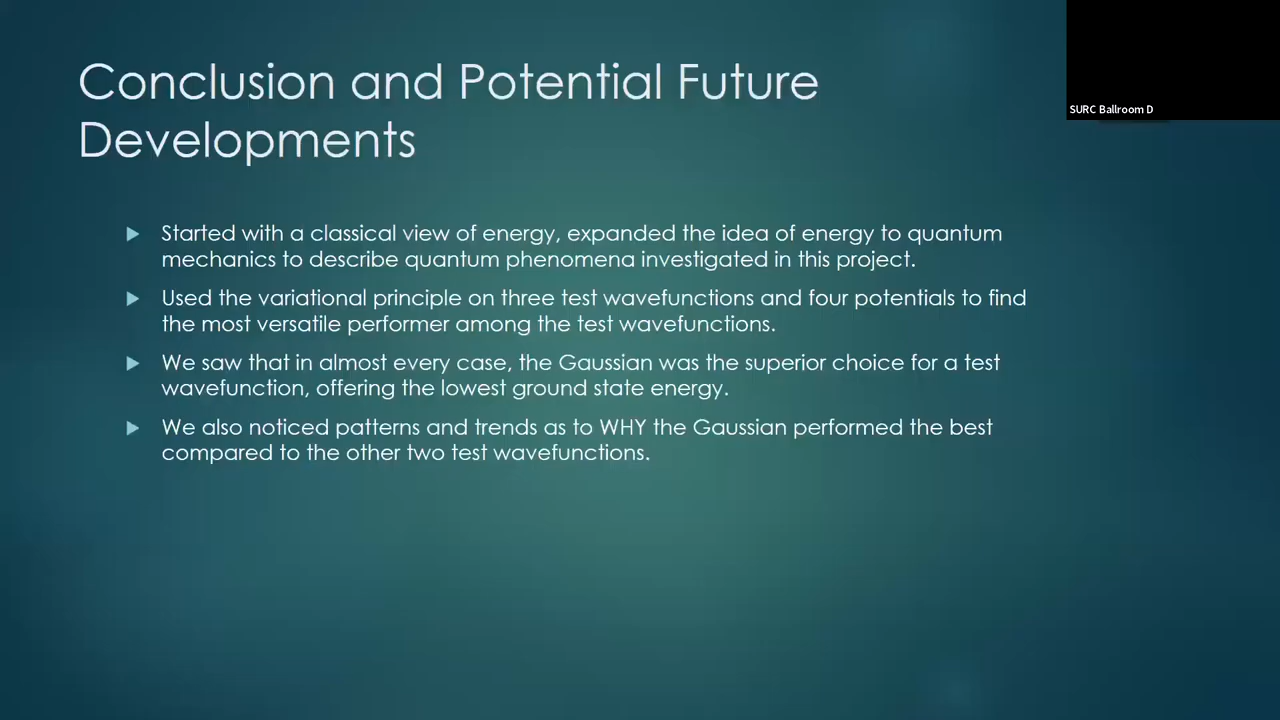 Conclusion and Potential Future
Developments
SURC Ballroom D
Started with a classical view of energy, expanded the idea of energy to quantum
mechanics to describe quantum phenomena investigated in this project.
Used the variational principle on three test wavefunctions and four potentials to find
the most versatile performer among the test wavefunctions.
We saw that in almost every case, the Gaussian was the superior choice for a test
wavefunction, offering the lowest ground state energy.
We also noticed patterns and trends as to WHY the Gaussian performed the best
compared to the other two test wavefunctions.